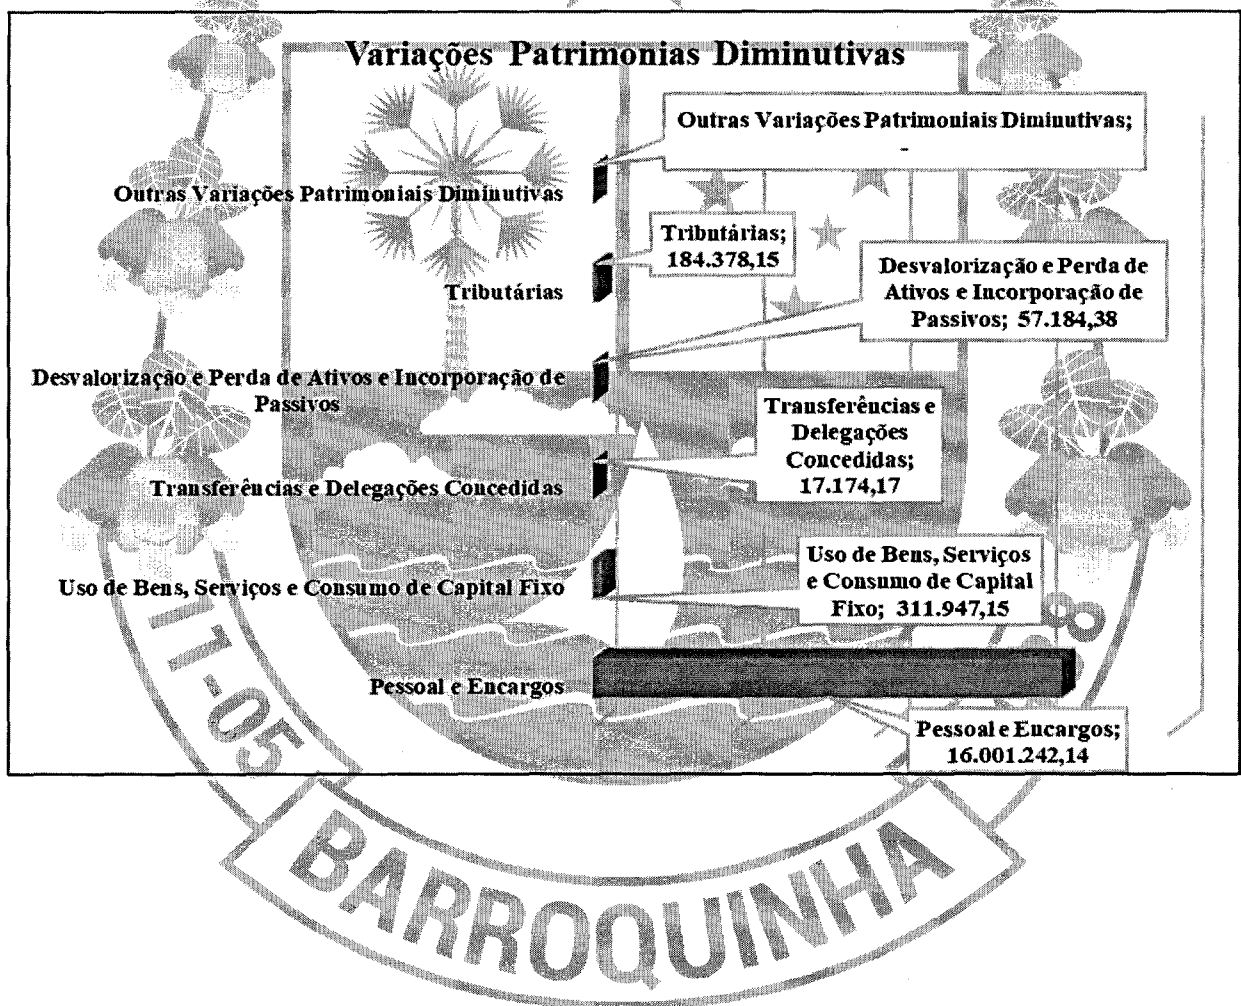 Variações Patrimonias Diminutivas
Outras Variações Patrimoniais Diminutivas;
-
Outras Variações Patrimoniais Diminutivas
Tributárias;
184.378,15
Tributárias
Desvalorização e Perda de
Ativos e Incorporação de
Passivos; 57.184,38
Desvalorização e Perda de Ativos e Incorporação de
Passivos
Transferências e
Delegações
Concedidas;
17.174,17
Transferências e Delegações Concedidas
Uso de Bens, Serviços
e Consumo de Capital
Fixo; 311.947,15
Uso de Bens, Serviços e Consumo de Capital Fixo
Pessoal e Encargos
Pessoal e Encargos;
16.001.242,14
11-05
BARROQUINHA